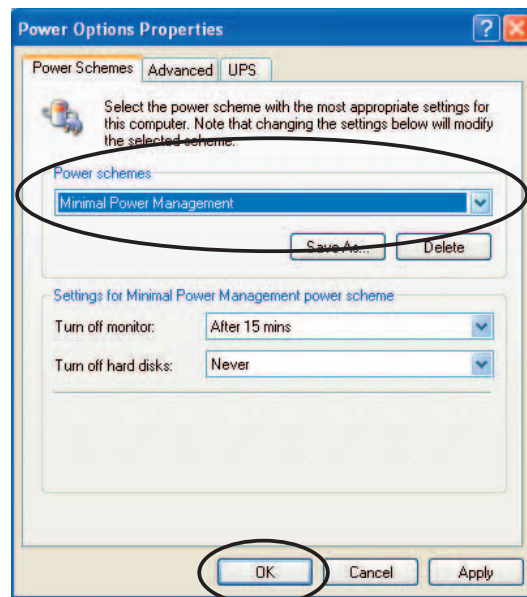 Power Options Properties
Power Schemes Advanced UPS
Select the power scheme with the most appropriate settings for
this computer. Note that changing the settings below will modify
the selected scheme.
Power schemes
Minimal Power Management
Save As... Delete
Settings for Minimal Power Management power scheme
Turn off monitor: After 15 mins
Turn off hard disks: Never
OK Cancel Apply